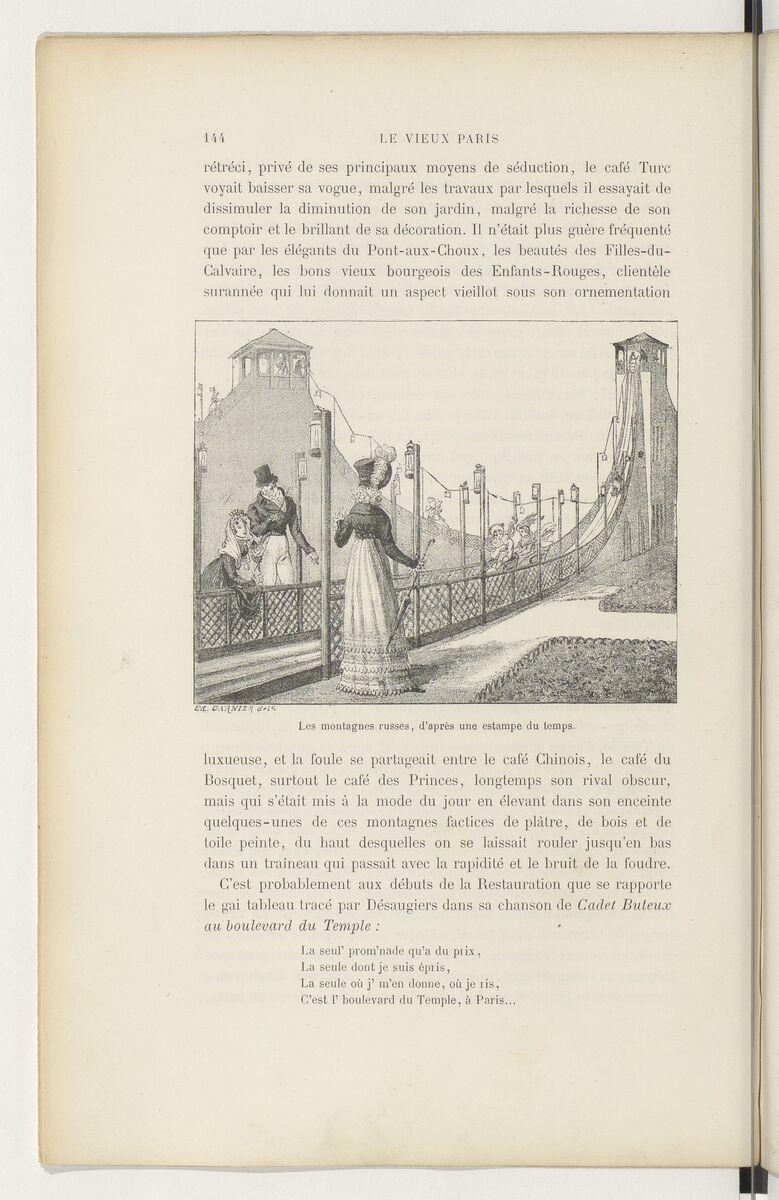 144
LE VIEUX PARIS
rétréci, privé de ses principaux moyens de séduction, le café Turc
voyait baisser sa vogue, malgré les travaux par lesquels il essayait de
dissimuler la diminution de son jardin, malgré la richesse de son
comptoir et le brillant de sa décoration. Il n'était plus guère fréquenté
que par les élégants du Pont-aux-Choux, les beautés des Filles-du-
Calvaire, les bons vieux bourgeois des Enfants-Rouges, clientèle
surannée qui lui donnait un aspect vieillot sous son ornementation
Les montagnes russes, d'après une estampe du temps.
luxueuse, et la foule se partageait entre le café Chinois, le café du
Bosquet, surtout le café des Princes, longtemps son rival obscur,
mais qui s'était mis à la mode du jour en élevant dans son enceinte
quelques-unes de ces montagnes factices de plâtre, de bois et de
toile peinte, du haut desquelles on se laissait rouler jusqu'en bas
dans un traîneau qui passait avec la rapidité et le bruit de la foudre.
C'est probablement aux débuts de la Restauration que se rapporte
le gai tableau tracé par Désaugiers dans sa chanson de Cadet Buteux
au boulevard du Temple :
La seul' prom'nade qu'a du prix,
La seule dont je suis épris,
La seule où j' m'en donne, où je ris,
C'est l' boulevard du Temple, à Paris...